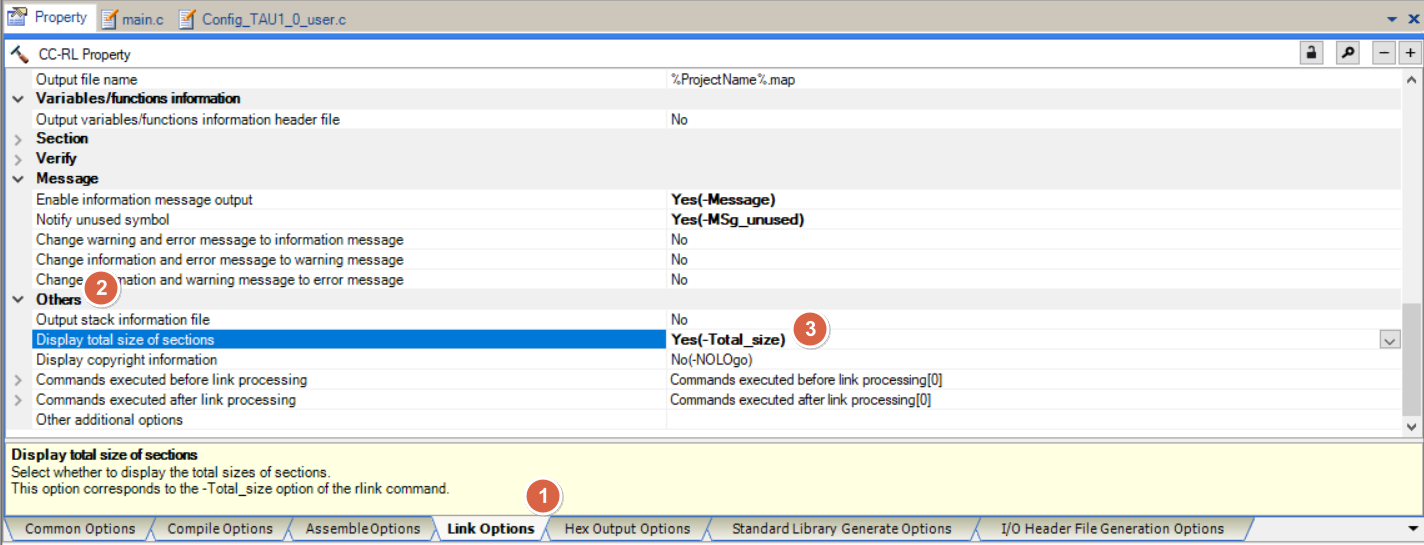 Property main.c Config_TAU1_0_user.c
CC-RL Property
Output file name %ProjectName%.map
Variables/functions information
Output variables/functions information header file No
Section
Verify
Message
Enable information message output Yes(-Message)
Notify unused symbol Yes(-MSg_unused)
Change warning and error message to information message No
Change information and error message to warning message No
Change mation and warning message to error message No
2
Others
Output stack information file No
3
Display total size of sections Yes(-Total_size)
Display copyright information No(-NOLOgo)
Commands executed before link processing Commands executed before link processing[0]
Commands executed after link processing Commands executed after link processing[0]
Other additional options
Display total size of sections
Select whether to display the total sizes of sections.
This option corresponds to the -Total_size option of the rlink command.
1
Common Options Compile Options Assemble Options Link Options Hex Output Options Standard Library Generate Options I/O Header File Generation Options